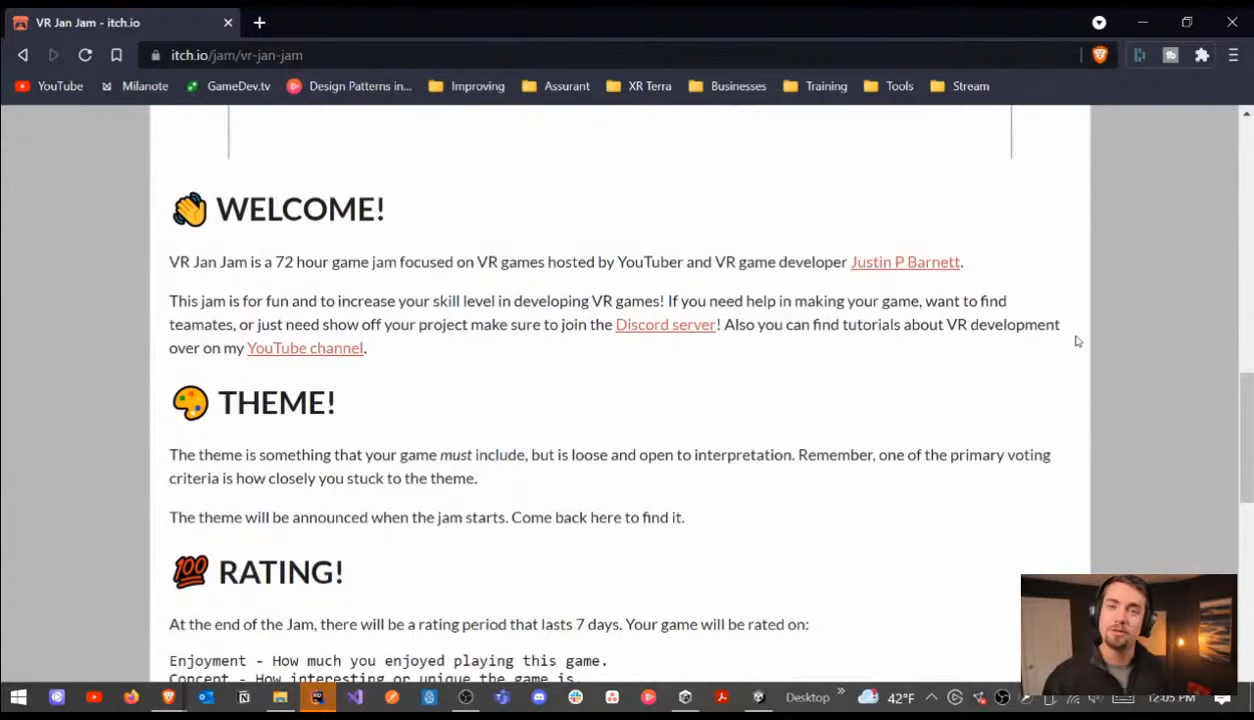 VR Jan Jam - itch.io
itch.io/jam/vr-jan-jam
YouTube Milanote GameDev.tv Design Patterns in... Improving Assurant XR Terra Businesses Training Tools Stream
WELCOME!
VR Jan Jam is a 72 hour game jam focused on VR games hosted by YouTuber and VR game developer Justin P Barnett.
This jam is for fun and to increase your skill level in developing VR games! If you need help in making your game, want to find
teamates, or just need show off your project make sure to join the Discord server! Also you can find tutorials about VR development
over on my YouTube channel.
THEME!
The theme is something that your game must include, but is loose and open to interpretation. Remember, one of the primary voting
criteria is how closely you stuck to the theme.
The theme will be announced when the jam starts. Come back here to find it.
100 RATING!
At the end of the Jam, there will be a rating period that lasts 7 days. Your game will be rated on:
Enjoyment - How much you enjoyed playing this game.
Concept - How interesting or unique the game is.
Desktop 42°F 12:05 PM